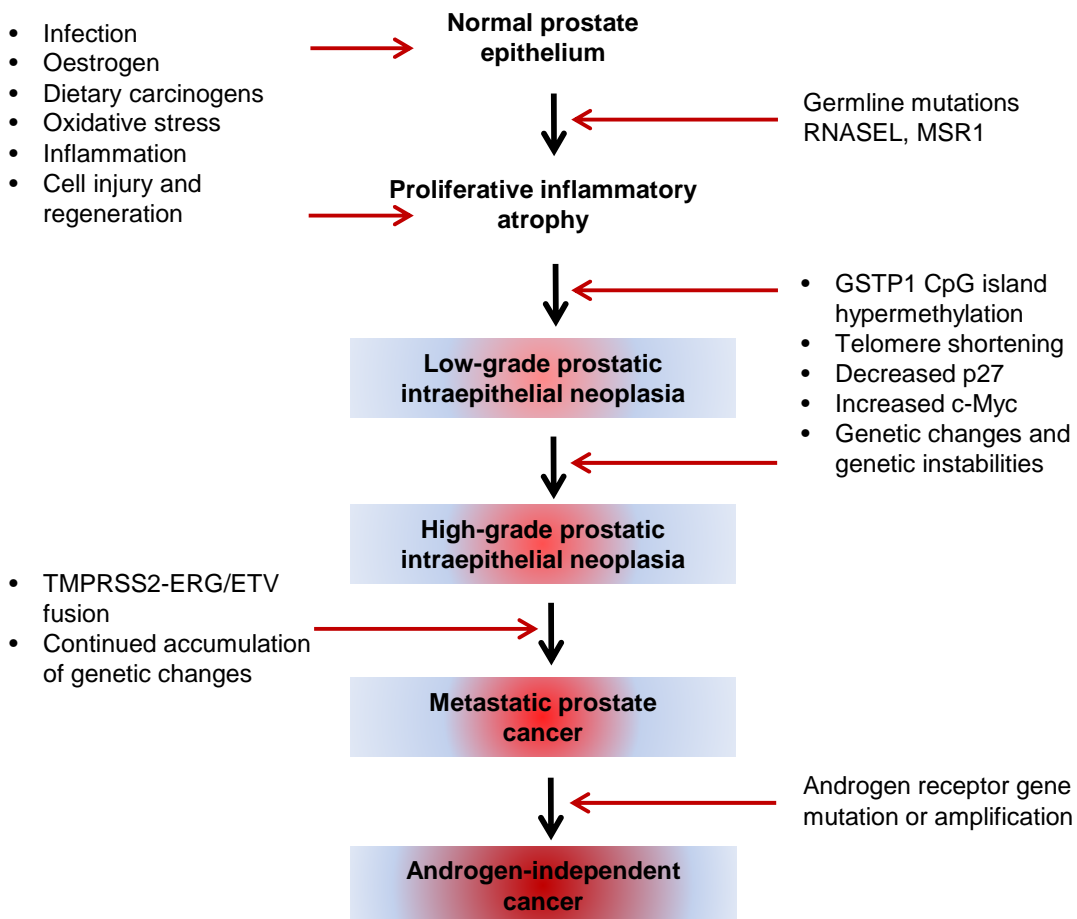 • Infection
• Oestrogen
• Dietary carcinogens
• Oxidative stress
• Inflammation
• Cell injury and
regeneration
Normal prostate
epithelium
Germline mutations
RNASEL, MSR1
Proliferative inflammatory
atrophy
• GSTP1 CpG island
hypermethylation
• Telomere shortening
• Decreased p27
• Increased c-Myc
• Genetic changes and
genetic instabilities
Low-grade prostatic
intraepithelial neoplasia
High-grade prostatic
intraepithelial neoplasia
• TMPRSS2-ERG/ETV
fusion
• Continued accumulation
of genetic changes
Metastatic prostate
cancer
Androgen receptor gene
mutation or amplification
Androgen-independent
cancer